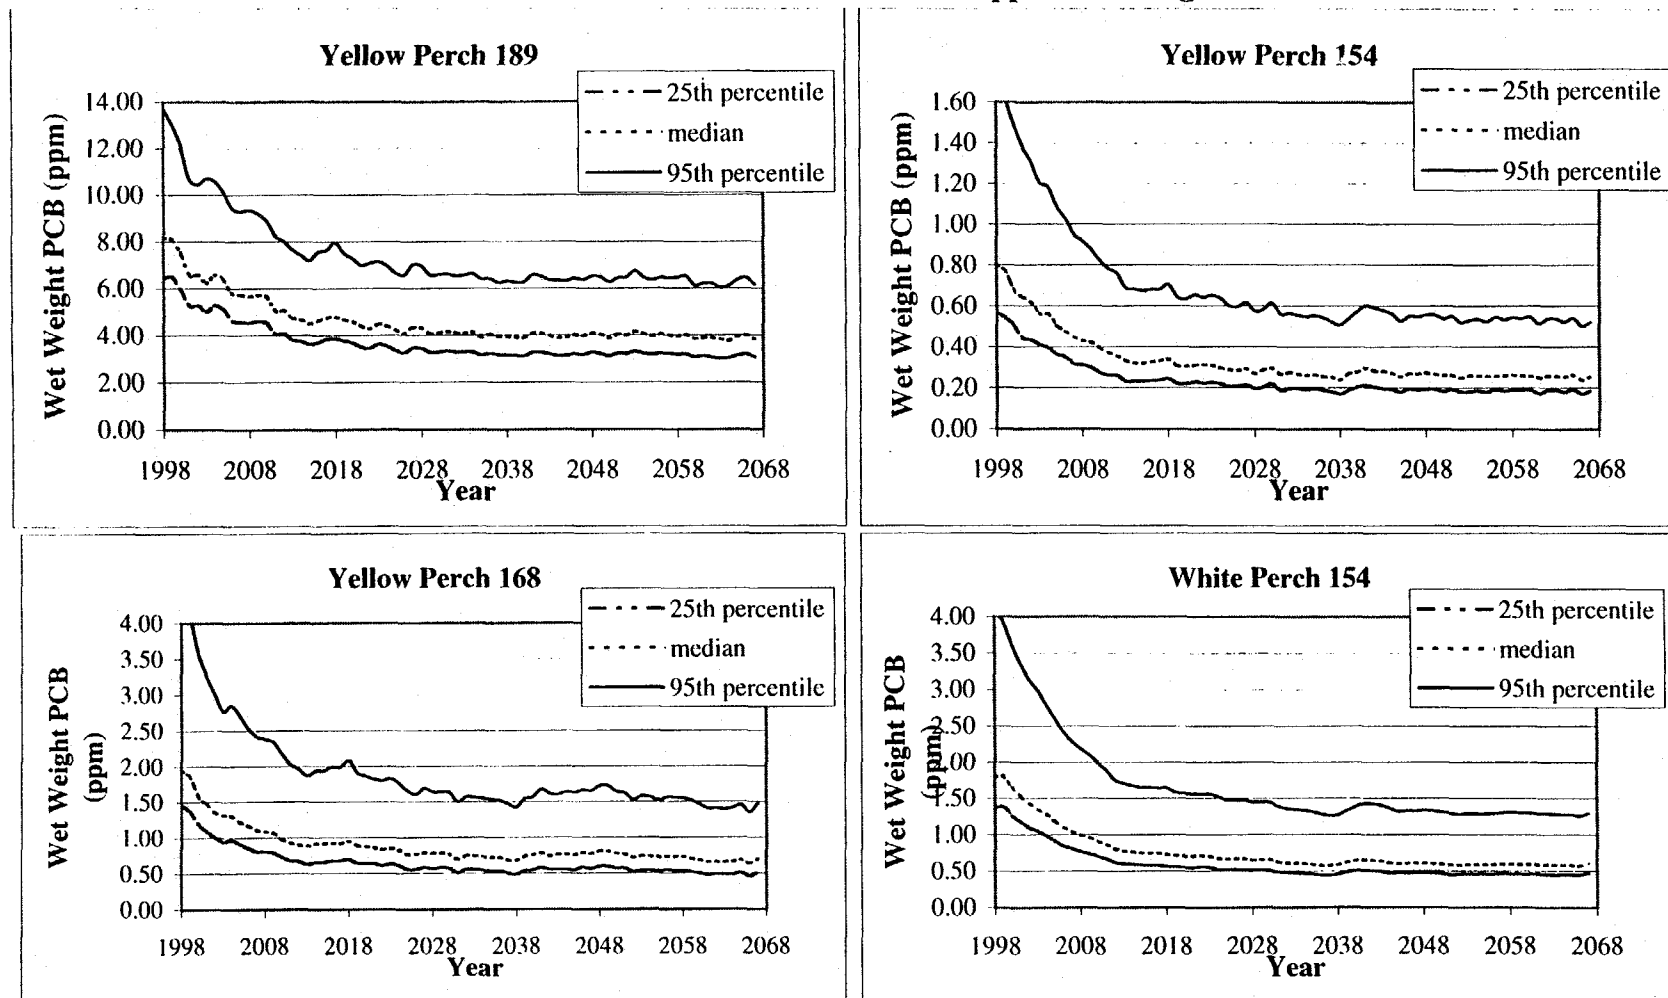 Yellow Perch 189
25th percentile
median
95th percentile
Wet Weight PCB (ppm)
14.00
12.00
10.00
8.00
6.00
4.00
2.00
0.00
1998 2008 2018 2028 2038 2048 2058 2068
Year
Yellow Perch 154
25th percentile
median
95th percentile
Wet Weight PCB (ppm)
1.60
1.40
1.20
1.00
0.80
0.60
0.40
0.20
0.00
1998 2008 2018 2028 2038 2048 2058 2068
Year
Yellow Perch 168
25th percentile
median
95th percentile
Wet Weight PCB
(ppm)
4.00
3.50
3.00
2.50
2.00
1.50
1.00
0.50
0.00
1998 2008 2018 2028 2038 2048 2058 2068
Year
White Perch 154
25th percentile
median
95th percentile
Wet Weight PCB
(ppm)
4.00
3.50
3.00
2.50
2.00
1.50
1.00
0.50
0.00
1998 2008 2018 2028 2038 2048 2058 2068
Year